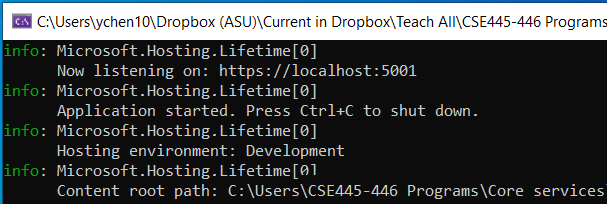 C:\Users\ychen10\Dropbox (ASU)\Current in Dropbox\Teach All\CSE445-446 Programs
info: Microsoft.Hosting.Lifetime[0]
Now listening on: https://localhost:5001
info: Microsoft.Hosting.Lifetime[0]
Application started. Press Ctrl+C to shut down.
info: Microsoft.Hosting.Lifetime[0]
Hosting environment: Development
info: Microsoft.Hosting.Lifetime[0]
Content root path: C:\Users\CSE445-446 Programs\Core services